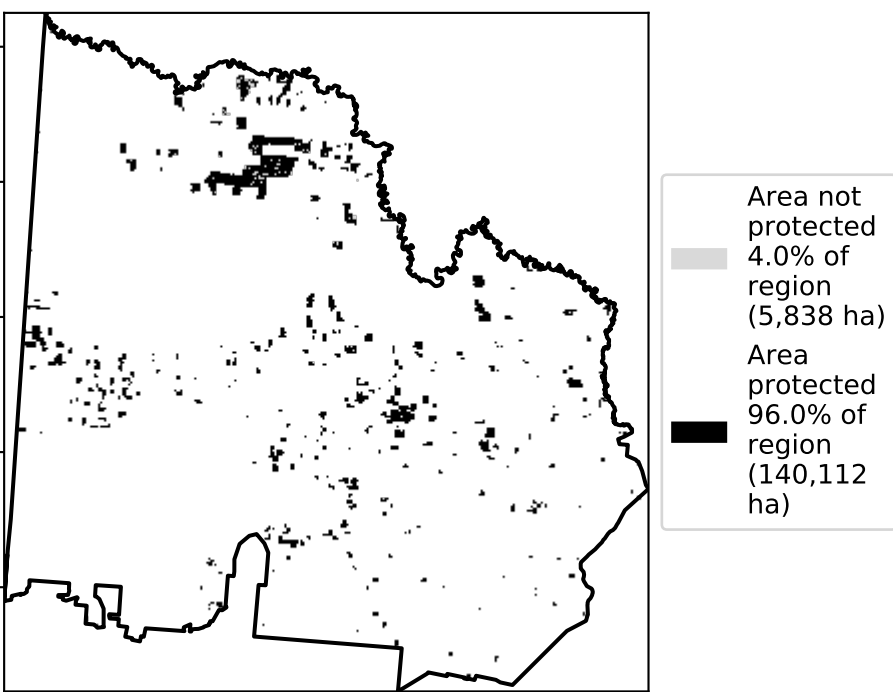 Area not
protected
4.0% of
region
(5,838 ha)
Area
protected
96.0% of
region
(140,112
ha)